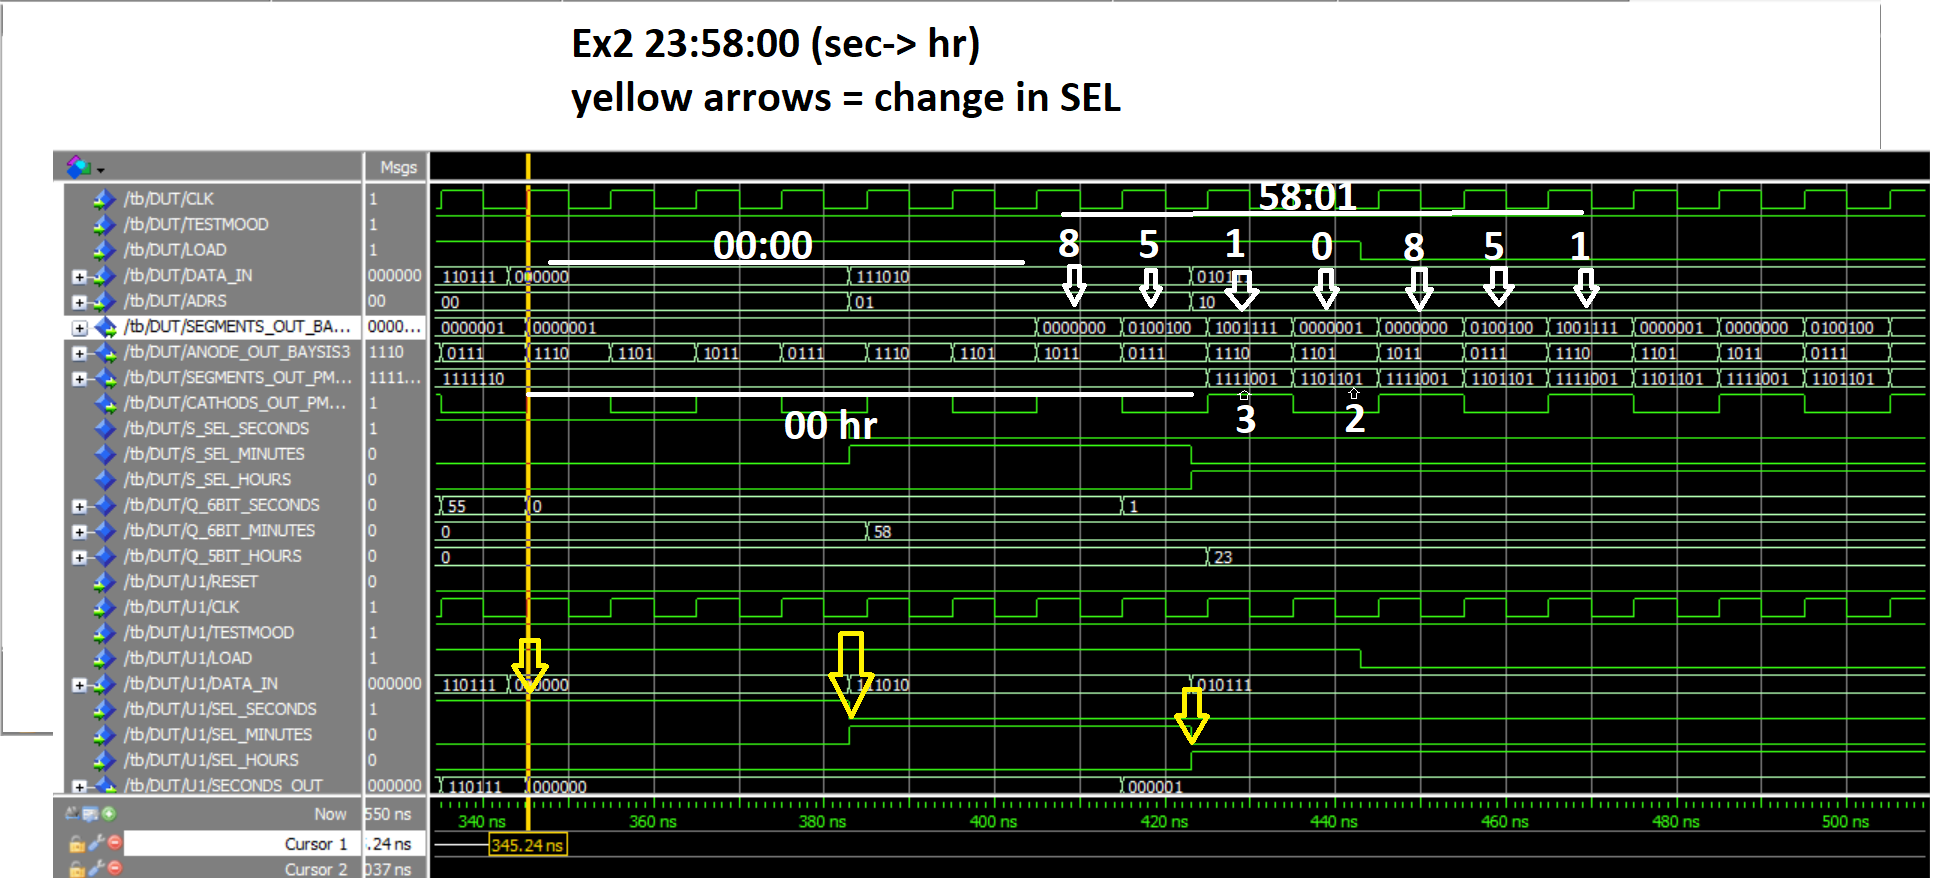 Ex2 23:58:00 (sec-> hr)
yellow arrows = change in SEL
Msgs
/tb/DUT/CLK 1
58:01
/tb/DUT/TESTMOOD 1
/tb/DUT/LOAD 1
00:00 8 5 1 0 8 5 1
/tb/DUT/DATA_IN 000000 110111 000000 111010
/tb/DUT/ADRS 00 00 01 10
/tb/DUT/SEGMENTS_OUT_BA... 0000... 0000001 0000001 0000000 0100100 1001111 0000001 0000000 0100100 1001111 0000001 0000000 0100100
/tb/DUT/ANODE_OUT_BAYSIS3 1110 0111 1110 1101 1011 0111 1110 1101 1011 0111 1110 1101 1011 0111 1110 1101 1011 0111
/tb/DUT/SEGMENTS_OUT_PM... 1111... 1111110 1111001 1101101 1111001 1101101 1111001 1101101 1111001 1101101
/tb/DUT/CATHODS_OUT_PM... 1
00 hr 3 2
/tb/DUT/S_SEL_SECONDS 1
/tb/DUT/S_SEL_MINUTES 0
/tb/DUT/S_SEL_HOURS 0
/tb/DUT/Q_6BIT_SECONDS 0 55 0 1
/tb/DUT/Q_6BIT_MINUTES 0 0 58
/tb/DUT/Q_5BIT_HOURS 0 0 23
/tb/DUT/U1/RESET 0
/tb/DUT/U1/CLK 1
/tb/DUT/U1/TESTMOOD 1
/tb/DUT/U1/LOAD 1
/tb/DUT/U1/DATA_IN 000000 110111 000000 111010 010111
/tb/DUT/U1/SEL_SECONDS 1
/tb/DUT/U1/SEL_MINUTES 0
/tb/DUT/U1/SEL_HOURS 0
/tb/DUT/U1/SECONDS_OUT 000000 110111 000000 000001
Now 550 ns 340 ns 360 ns 380 ns 400 ns 420 ns 440 ns 460 ns 480 ns 500 ns
Cursor 1 .24 ns 345.24 ns
Cursor 2 037 ns